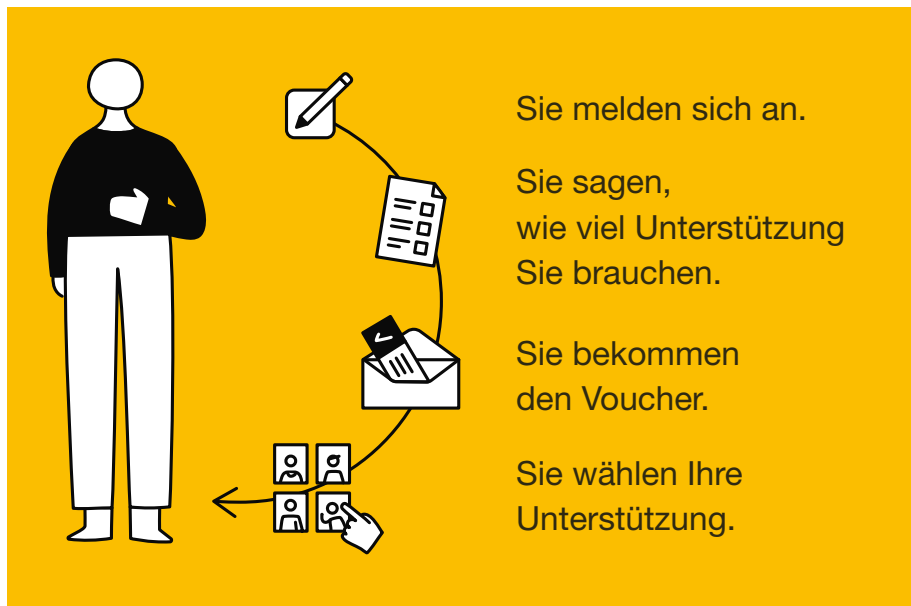 Sie melden sich an.
Sie sagen,
wie viel Unterstützung
Sie brauchen.
Sie bekommen
den Voucher.
Sie wählen Ihre
Unterstützung.